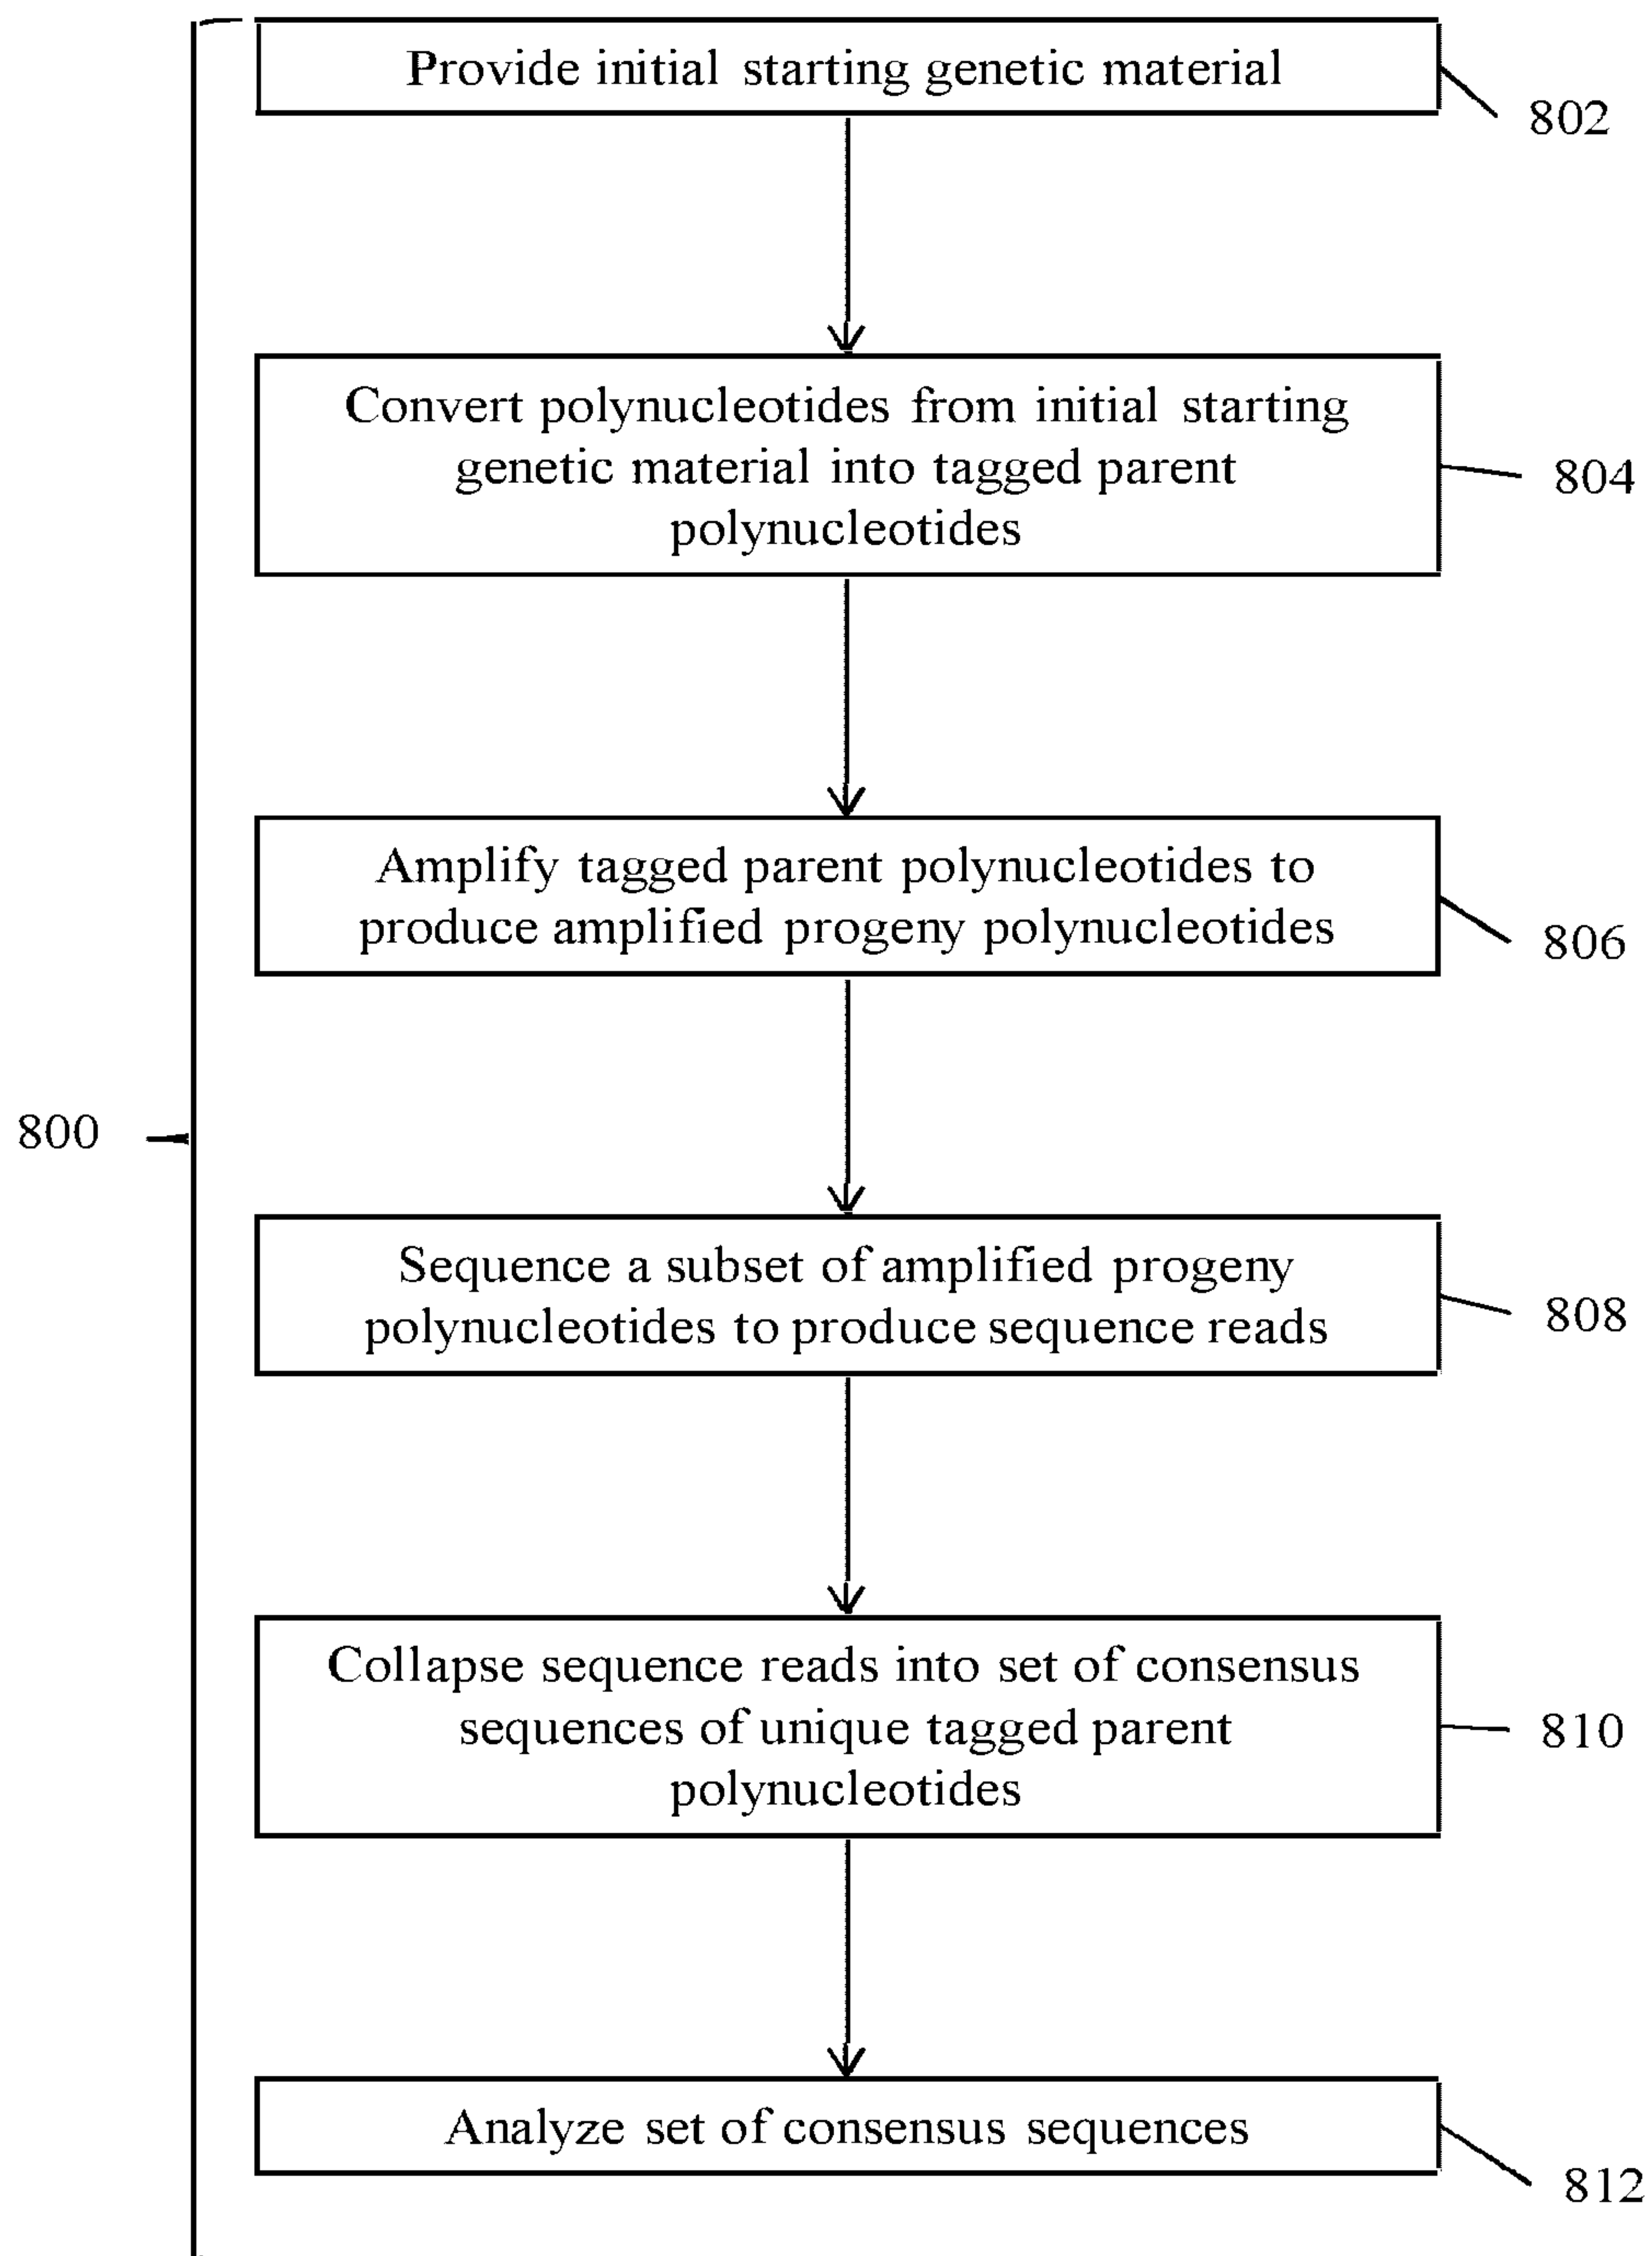 Provide initial starting genetic material
802
Convert polynucleotides from initial starting
genetic material into tagged parent
polynucleotides
804
Amplify tagged parent polynucleotides to
produce amplified progeny polynucleotides
806
800
Sequence a subset of amplified progeny
polynucleotides to produce sequence reads
808
Collapse sequence reads into set of consensus
sequences of unique tagged parent
polynucleotides
810
Analyze set of consensus sequences
812